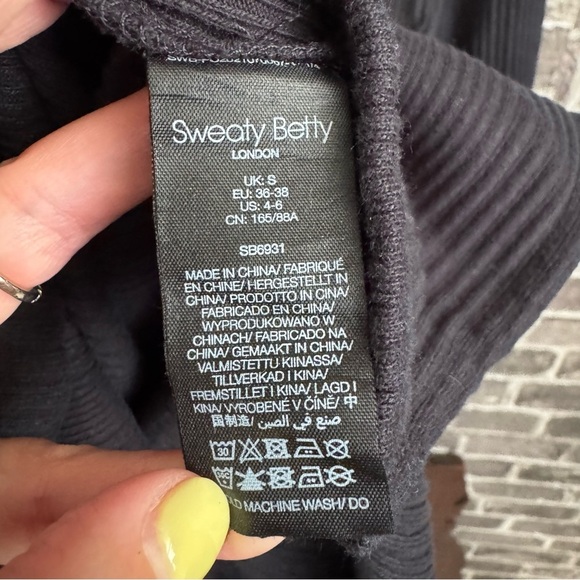 Sweaty Betty
LONDON
UK: S
EU: 36-38
US: 4-6
CN: 165/88A
SB6931
MADE IN CHINA/ FABRIQUÉ
EN CHINE/ HERGESTELLT IN
CHINA/ PRODOTTO IN CINA/
FABRICADO EN CHINA/
WYPRODUKOWANO W
CHINACH/ FABRICADO NA
CHINA/ GEMAAKT IN CHINA/
VALMISTETTU KIINASSA/
TILLVERKAD I KINA/
FREMSTILLET I KINA/ LAGD I
KINA/ VYROBENÉ V ČÍNĚ/ 中
国制造/ صنع في الصين
30
MACHINE WASH/ DO